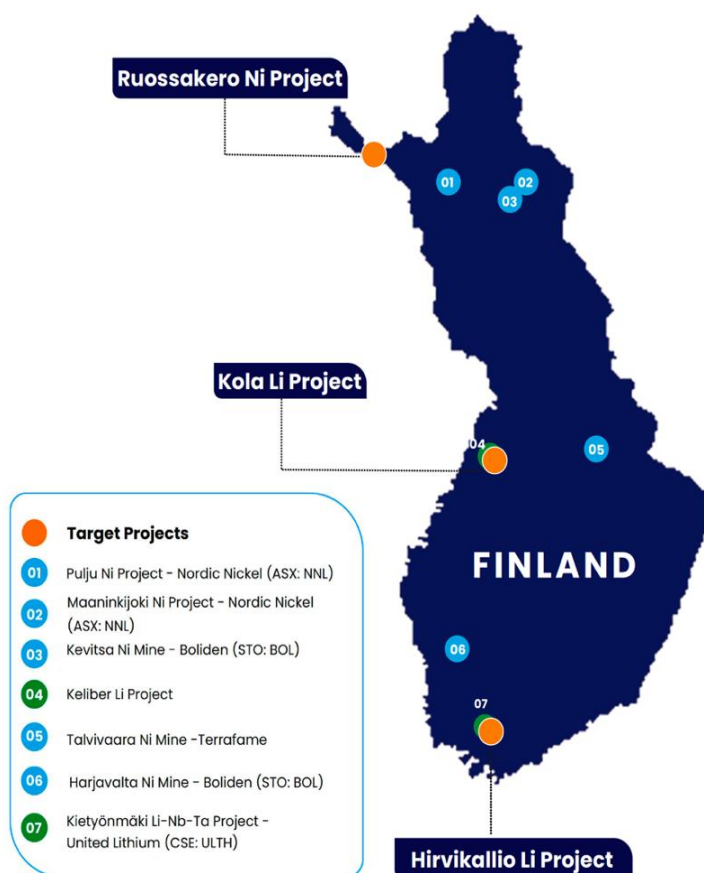 Ruossakero Ni Project
01
02
03
Kola Li Project
04
05
FINLAND
06
07
Hirvikallio Li Project
Target Projects
01 Pulju Ni Project - Nordic Nickel (ASX: NNL)
02 Maaninkijoki Ni Project - Nordic Nickel
(ASX: NNL)
03 Kevitsa Ni Mine - Boliden (STO: BOL)
04 Keliber Li Project
05 Talvivaara Ni Mine -Terrafame
06 Harjavalta Ni Mine - Boliden (STO: BOL)
07 Kietyönmäki Li-Nb-Ta Project -
United Lithium (CSE: ULTH)